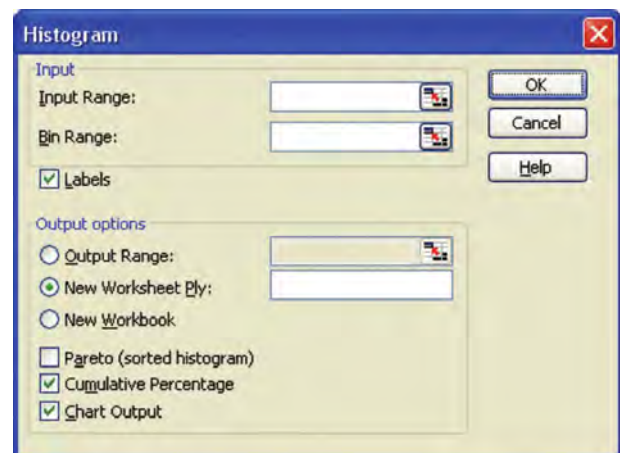 Histogram
Input
Input Range:
Bin Range:
Labels
OK
Cancel
Help
Output options
Output Range:
New Worksheet Ply:
New Workbook
Pareto (sorted histogram)
Cumulative Percentage
Chart Output